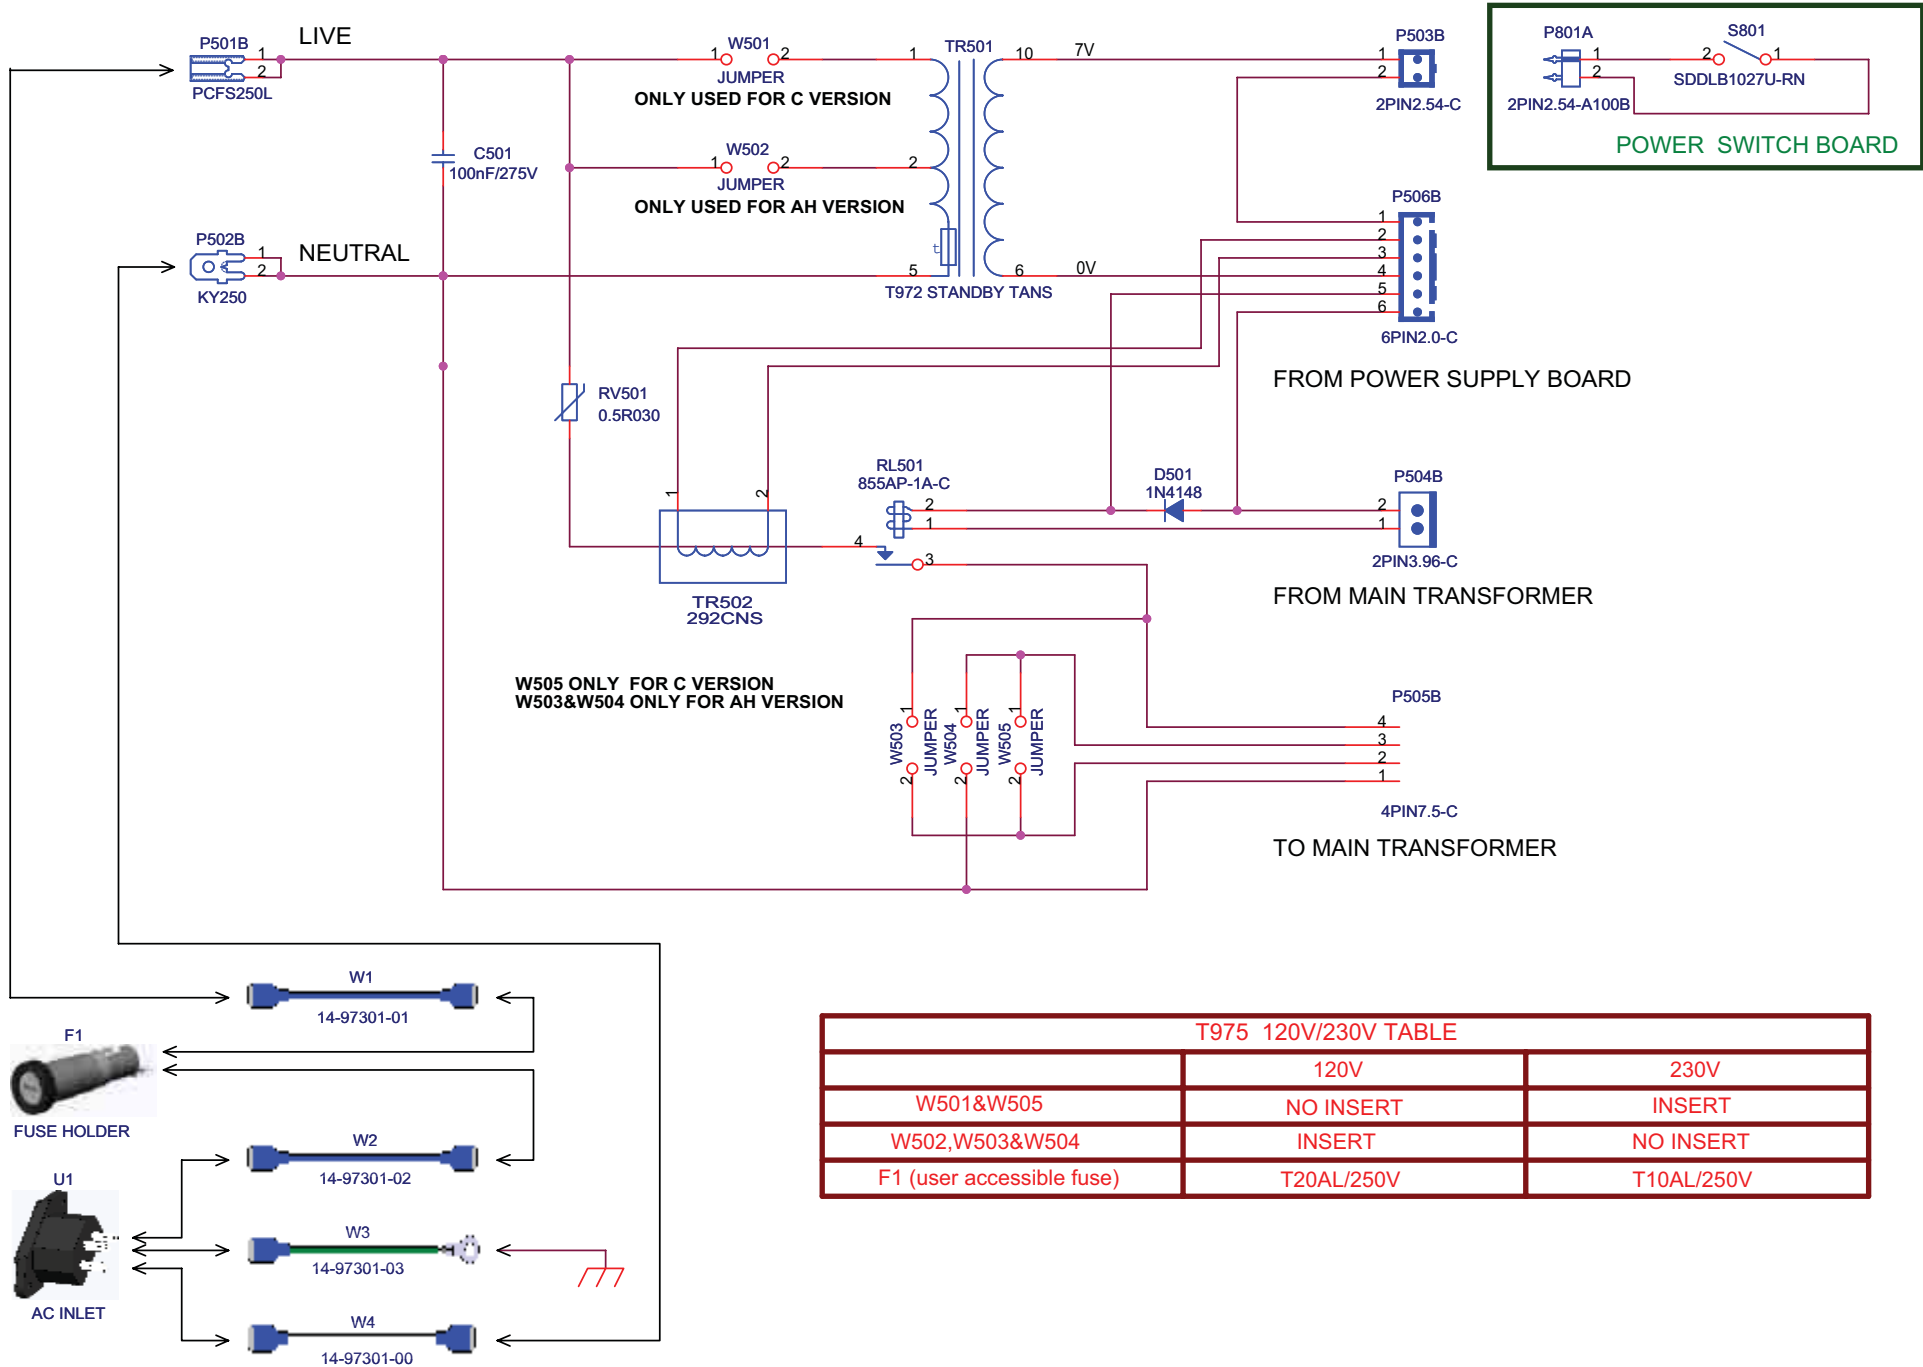 P501B
1
2
PCFS250L
LIVE
C501
100nF/275V
P502B
1
2
KY250
NEUTRAL
1 W501 2
JUMPER
ONLY USED FOR C VERSION
1 W502 2
JUMPER
ONLY USED FOR AH VERSION
TR501
1
2
5
10
6
t
7V
0V
T972 STANDBY TANS
P503B
1
2
2PIN2.54-C
P801A
1
2
2PIN2.54-A100B
S801
2 1
SDDLB1027U-RN
POWER SWITCH BOARD
P506B
1
2
3
4
5
6
6PIN2.0-C
FROM POWER SUPPLY BOARD
RV501
0.5R030
1
2
TR502
292CNS
RL501
855AP-1A-C
2
1
4
3
D501
1N4148
P504B
2
1
2PIN3.96-C
FROM MAIN TRANSFORMER
W505 ONLY FOR C VERSION
W503&W504 ONLY FOR AH VERSION
1
W503
JUMPER
2
1
W504
JUMPER
2
1
W505
JUMPER
2
P505B
4
3
2
1
4PIN7.5-C
TO MAIN TRANSFORMER
W1
14-97301-01
F1
FUSE HOLDER
W2
14-97301-02
U1
AC INLET
W3
14-97301-03
W4
14-97301-00
T975 120V/230V TABLE
120V 230V
W501&W505 NO INSERT INSERT
W502,W503&W504 INSERT NO INSERT
F1 (user accessible fuse) T20AL/250V T10AL/250V